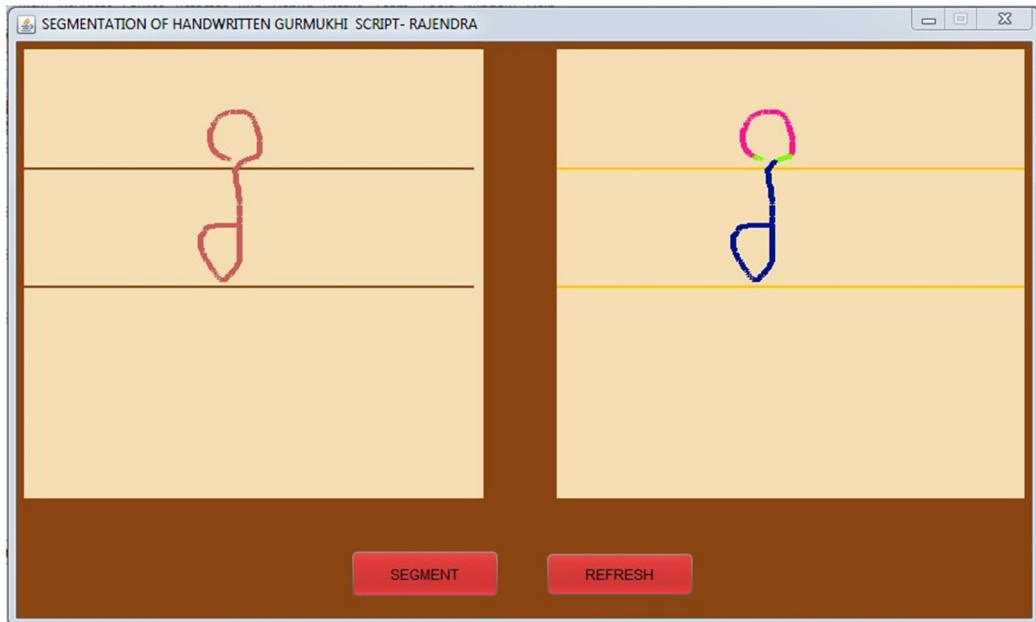 SEGMENTATION OF HANDWRITTEN GURMUKHI SCRIPT- RAJENDRA
SEGMENT
REFRESH